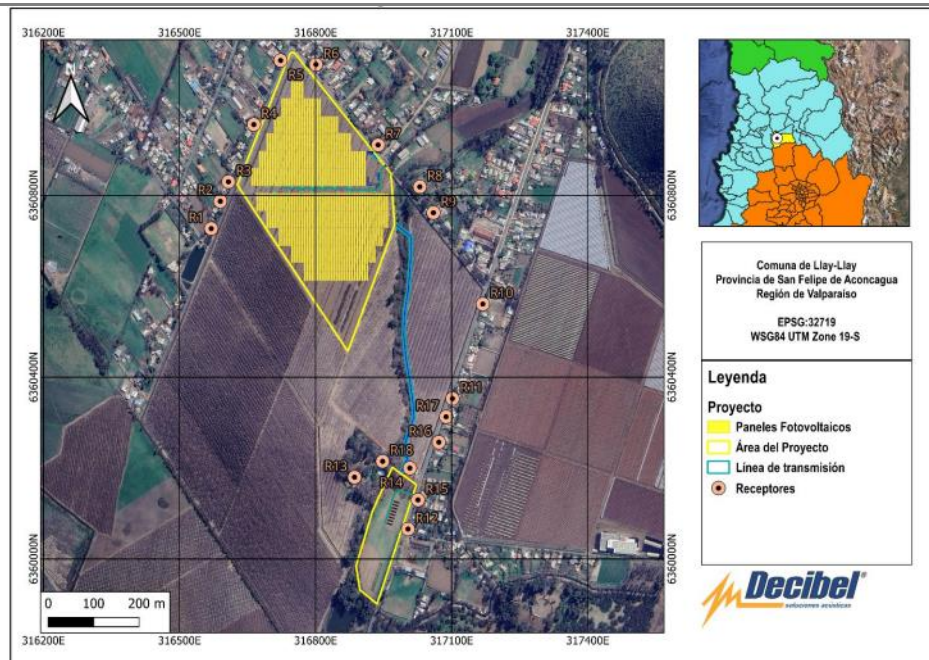 316200E 316500E 316800E 317100E 317400E
R5 R6
R4
R7
R3
R8
6360800N 6360800N
R2
R9
R1
R10
6360400N 6360400N
R11
R17
R16
R18
R13
R14
R15
R12
6360000N 6360000N
0 100 200 m
316200E 316500E 316800E 317100E 317400E
Comuna de Llay-Llay
Provincia de San Felipe de Aconcagua
Región de Valparaiso
EPSG:32719
WSG84 UTM Zone 19-S
Leyenda
Proyecto
Paneles Fotovoltaicos
Área del Proyecto
Línea de transmisión
Receptores
Decibel®
soluciones acústicas